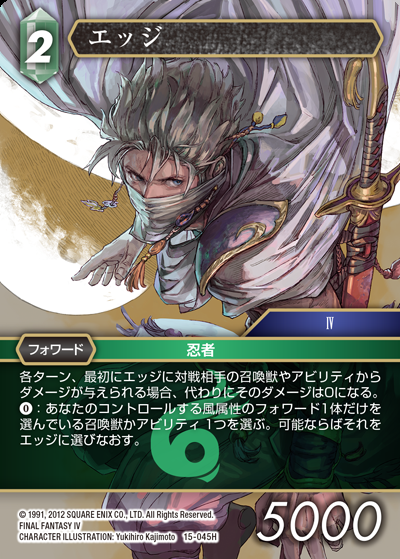 2
エッジ
IV
フォワード
忍者
各ターン、最初にエッジに対戦相手の召喚獣やアビリティから
ダメージが与えられる場合、代わりにそのダメージは0になる。
0：あなたのコントロールする風属性のフォワード1体だけを
選んでいる召喚獣かアビリティ1つを選ぶ。可能ならばそれを
エッジに選びなおす。
© 1991, 2012 SQUARE ENIX CO., LTD. All Rights Reserved.
FINAL FANTASY IV
CHARACTER ILLUSTRATION: Yukihiro Kajimoto 15-045H
5000